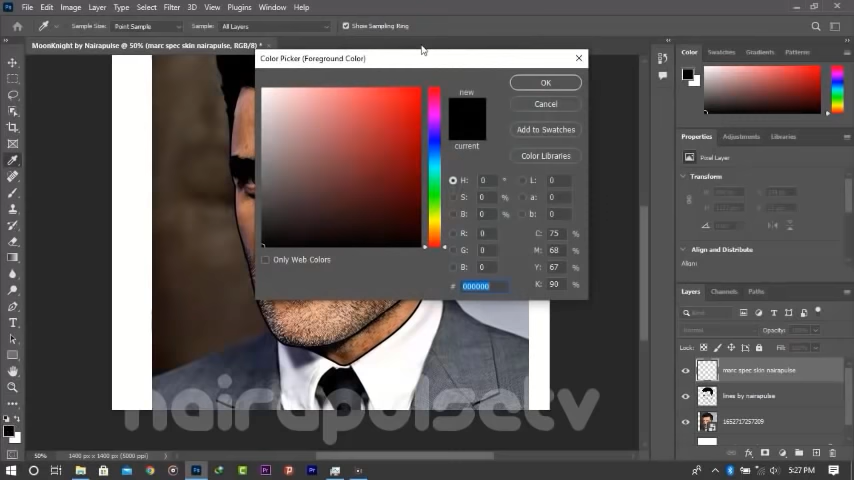 File Edit Image Layer Type Select Filter 3D View Plugins Window Help
Sample Size: Point Sample Sample: All Layers Show Sampling Ring
MoonKnight by Nairapulse @ 50% (marc spec skin nairapulse, RGB/8) *
Color Picker (Foreground Color)
new
current
OK
Cancel
Add to Swatches
Color Libraries
H: 0 ° L: 0
S: 0 % a: 0
B: 0 % b: 0
R: 0 C: 75 %
G: 0 M: 68 %
B: 0 Y: 67 %
# 000000 K: 90 %
Only Web Colors
Color Swatches Gradients Patterns
Properties Adjustments Libraries
Pixel Layer
Transform
Align and Distribute
Align:
Layers Channels Paths
Kind
Normal Opacity:
Lock: Fill:
marc spec skin nairapulse
lines by nairapulse
1652717257209
nairapulsetv
50% 1400 px x 1400 px (5000 ppi)
5:27 PM